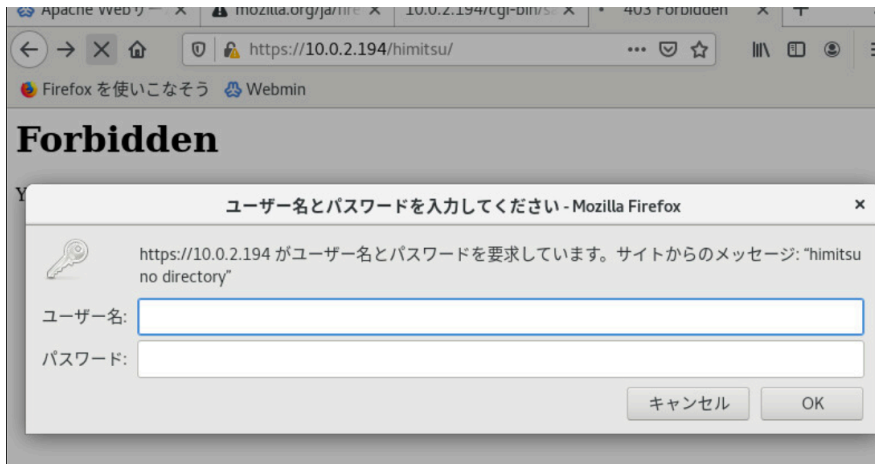 Apache Webサー
mozilla.org/ja/fire
10.0.2.194/cgi-bin/sa
403 Forbidden
https://10.0.2.194/himitsu/
Firefox を使いこなそう Webmin
Forbidden
Y
ユーザー名とパスワードを入力してください - Mozilla Firefox
https://10.0.2.194 がユーザー名とパスワードを要求しています。サイトからのメッセージ: “himitsu
no directory”
ユーザー名:
パスワード:
キャンセル OK